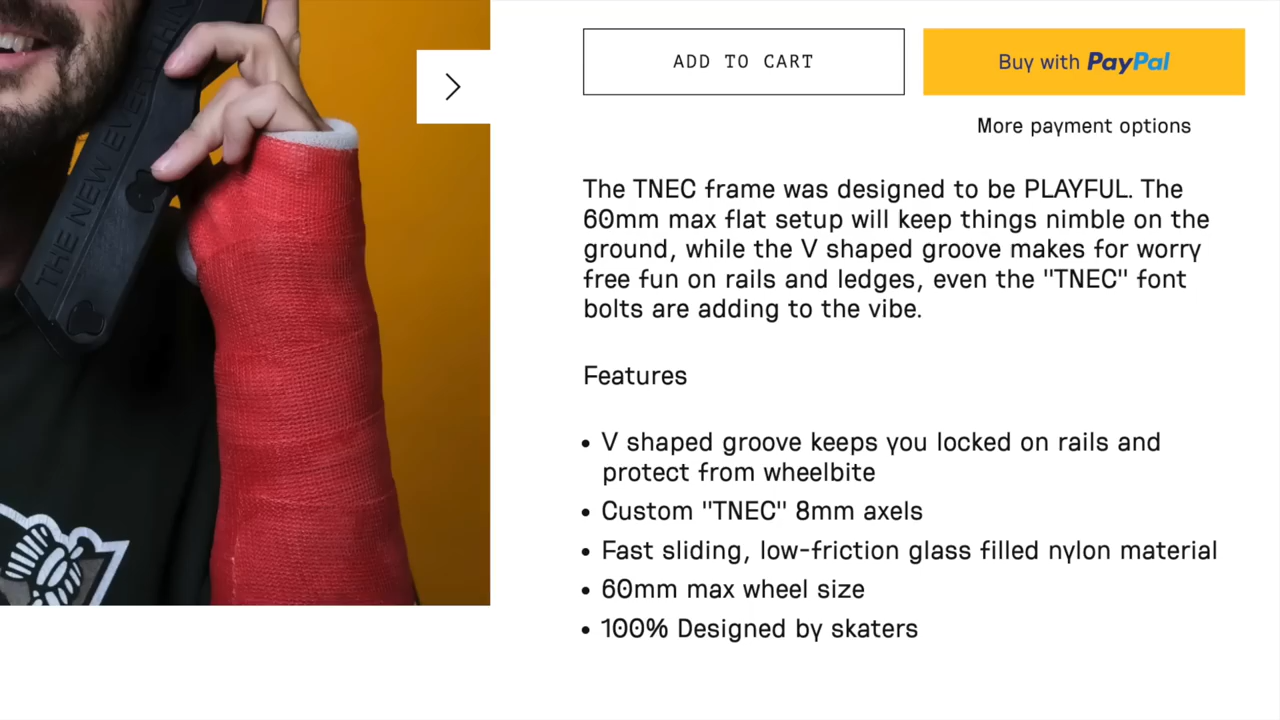 THE NEW EVERYTHIN
ADD TO CART
Buy with PayPal
More payment options
The TNEC frame was designed to be PLAYFUL. The
60mm max flat setup will keep things nimble on the
ground, while the V shaped groove makes for worry
free fun on rails and ledges, even the "TNEC" font
bolts are adding to the vibe.
Features
• V shaped groove keeps you locked on rails and
protect from wheelbite
• Custom "TNEC" 8mm axels
• Fast sliding, low-friction glass filled nylon material
• 60mm max wheel size
• 100% Designed by skaters